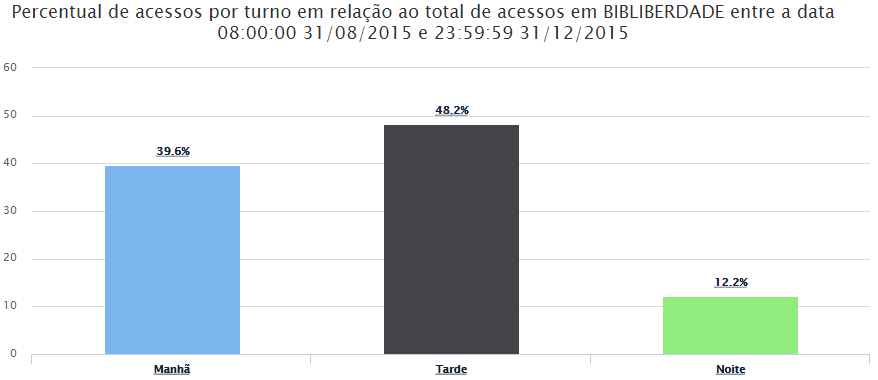 Percentual de acessos por turno em relação ao total de acessos em BIBLIBERDADE entre a data
08:00:00 31/08/2015 e 23:59:59 31/12/2015
60
50
40
30
20
10
0
39.6%
48.2%
12.2%
Manhã
Tarde
Noite